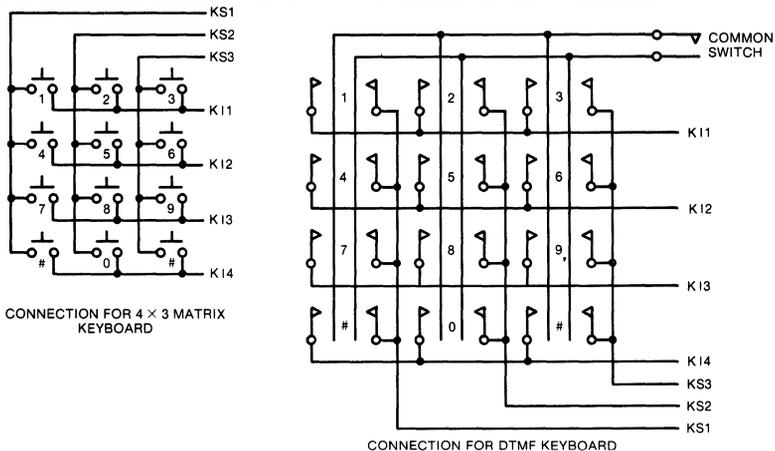 KS1
KS2
KS3
1 2 3
KI1
4 5 6
KI2
7 8 9
KI3
# 0 #
KI4
CONNECTION FOR 4 × 3 MATRIX
KEYBOARD
COMMON
SWITCH
1 2 3
KI1
4 5 6
KI2
7 8 9
KI3
# 0 #
KI4
KS3
KS2
KS1
CONNECTION FOR DTMF KEYBOARD